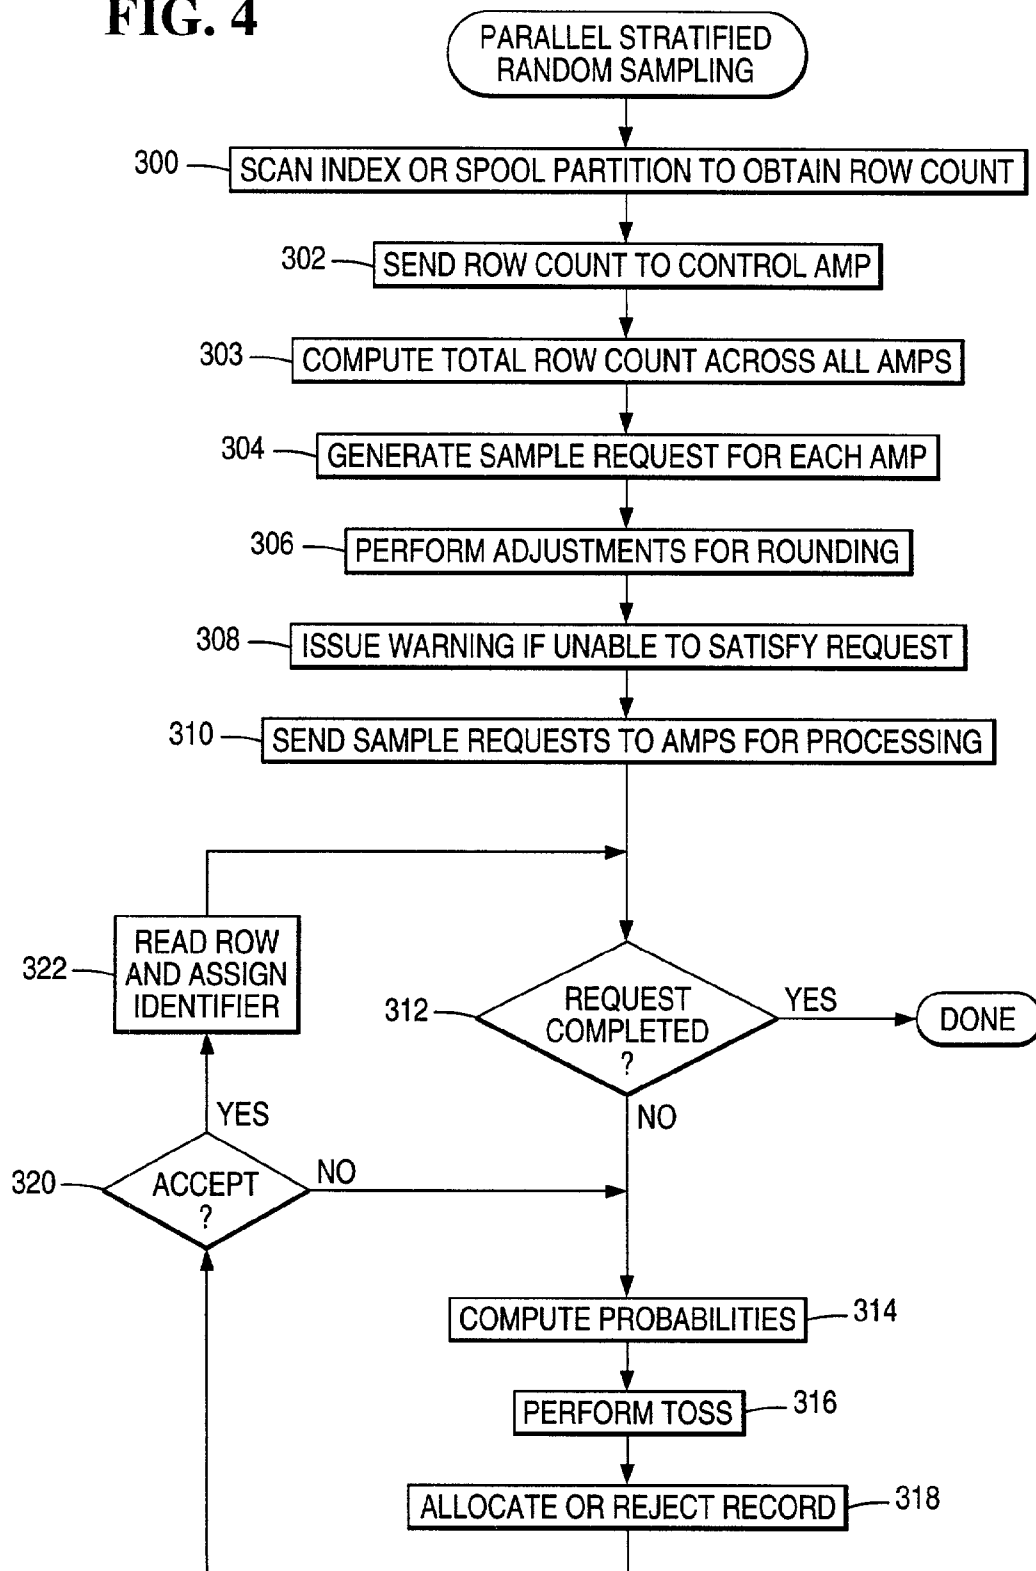 FIG. 4
PARALLEL STRATIFIED
RANDOM SAMPLING
300
SCAN INDEX OR SPOOL PARTITION TO OBTAIN ROW COUNT
302
SEND ROW COUNT TO CONTROL AMP
303
COMPUTE TOTAL ROW COUNT ACROSS ALL AMPS
304
GENERATE SAMPLE REQUEST FOR EACH AMP
306
PERFORM ADJUSTMENTS FOR ROUNDING
308
ISSUE WARNING IF UNABLE TO SATISFY REQUEST
310
SEND SAMPLE REQUESTS TO AMPS FOR PROCESSING
322
READ ROW
AND ASSIGN
IDENTIFIER
312
REQUEST
COMPLETED
?
YES
DONE
NO
YES
320
ACCEPT
?
NO
COMPUTE PROBABILITIES
314
PERFORM TOSS
316
ALLOCATE OR REJECT RECORD
318